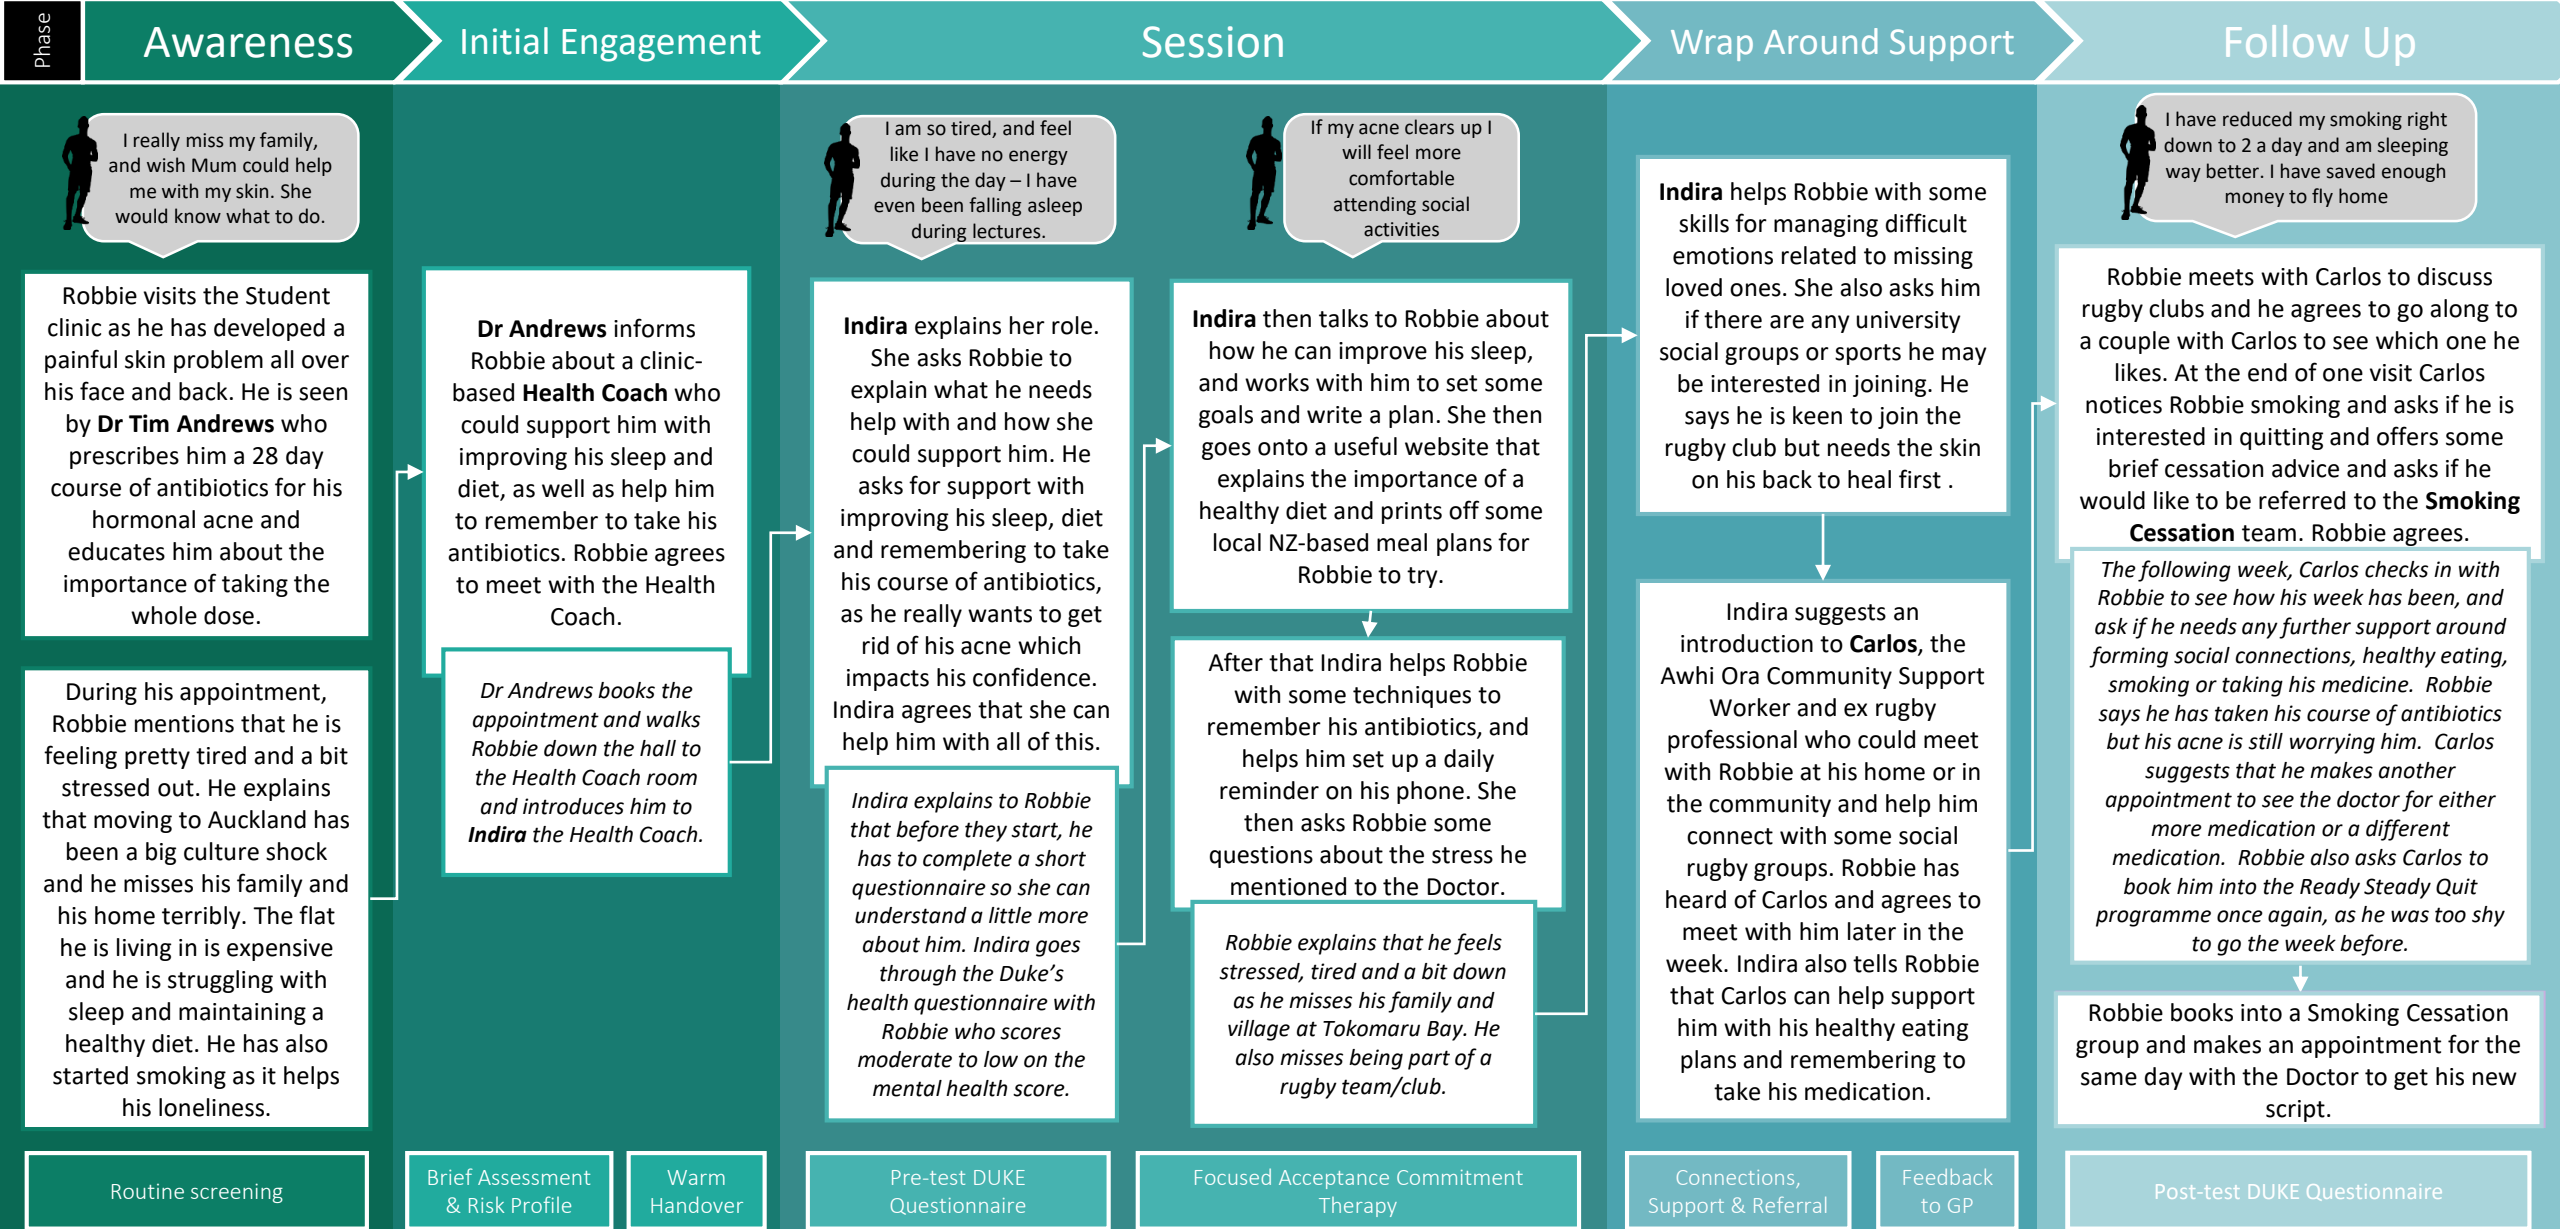 Phase
Awareness
Initial Engagement
Session
Wrap Around Support
Follow Up
I really miss my family,
and wish Mum could help
me with my skin. She
would know what to do.
Robbie visits the Student
clinic as he has developed a
painful skin problem all over
his face and back. He is seen
by Dr Tim Andrews who
prescribes him a 28 day
course of antibiotics for his
hormonal acne and
educates him about the
importance of taking the
whole dose.
During his appointment,
Robbie mentions that he is
feeling pretty tired and a bit
stressed out. He explains
that moving to Auckland has
been a big culture shock
and he misses his family and
his home terribly. The flat
he is living in is expensive
and he is struggling with
sleep and maintaining a
healthy diet. He has also
started smoking as it helps
his loneliness.
Routine screening
Dr Andrews informs
Robbie about a clinic-
based Health Coach who
could support him with
improving his sleep and
diet, as well as help him
to remember to take his
antibiotics. Robbie agrees
to meet with the Health
Coach.
Dr Andrews books the
appointment and walks
Robbie down the hall to
the Health Coach room
and introduces him to
Indira the Health Coach.
Brief Assessment
& Risk Profile
Warm
Handover
I am so tired, and feel
like I have no energy
during the day – I have
even been falling asleep
during lectures.
Indira explains her role.
She asks Robbie to
explain what he needs
help with and how she
could support him. He
asks for support with
improving his sleep, diet
and remembering to take
his course of antibiotics,
as he really wants to get
rid of his acne which
impacts his confidence.
Indira agrees that she can
help him with all of this.
Indira explains to Robbie
that before they start, he
has to complete a short
questionnaire so she can
understand a little more
about him. Indira goes
through the Duke's
health questionnaire with
Robbie who scores
moderate to low on the
mental health score.
Pre-test DUKE
Questionnaire
If my acne clears up I
will feel more
comfortable
attending social
activities
Indira then talks to Robbie about
how he can improve his sleep,
and works with him to set some
goals and write a plan. She then
goes onto a useful website that
explains the importance of a
healthy diet and prints off some
local NZ-based meal plans for
Robbie to try.
After that Indira helps Robbie
with some techniques to
remember his antibiotics, and
helps him set up a daily
reminder on his phone. She
then asks Robbie some
questions about the stress he
mentioned to the Doctor.
Robbie explains that he feels
stressed, tired and a bit down
as he misses his family and
village at Tokomaru Bay. He
also misses being part of a
rugby team/club.
Focused Acceptance Commitment
Therapy
Indira helps Robbie with some
skills for managing difficult
emotions related to missing
loved ones. She also asks him
if there are any university
social groups or sports he may
be interested in joining. He
says he is keen to join the
rugby club but needs the skin
on his back to heal first .
Indira suggests an
introduction to Carlos, the
Awhi Ora Community Support
Worker and ex rugby
professional who could meet
with Robbie at his home or in
the community and help him
connect with some social
rugby groups. Robbie has
heard of Carlos and agrees to
meet with him later in the
week. Indira also tells Robbie
that Carlos can help support
him with his healthy eating
plans and remembering to
take his medication.
Connections,
Support & Referral
Feedback
to GP
I have reduced my smoking right
down to 2 a day and am sleeping
way better. I have saved enough
money to fly home
Robbie meets with Carlos to discuss
rugby clubs and he agrees to go along to
a couple with Carlos to see which one he
likes. At the end of one visit Carlos
notices Robbie smoking and asks if he is
interested in quitting and offers some
brief cessation advice and asks if he
would like to be referred to the Smoking
Cessation team. Robbie agrees.
The following week, Carlos checks in with
Robbie to see how his week has been, and
ask if he needs any further support around
forming social connections, healthy eating,
smoking or taking his medicine. Robbie
says he has taken his course of antibiotics
but his acne is still worrying him. Carlos
suggests that he makes another
appointment to see the doctor for either
more medication or a different
medication. Robbie also asks Carlos to
book him into the Ready Steady Quit
programme once again, as he was too shy
to go the week before.
Robbie books into a Smoking Cessation
group and makes an appointment for the
same day with the Doctor to get his new
script.
Post-test DUKE Questionnaire